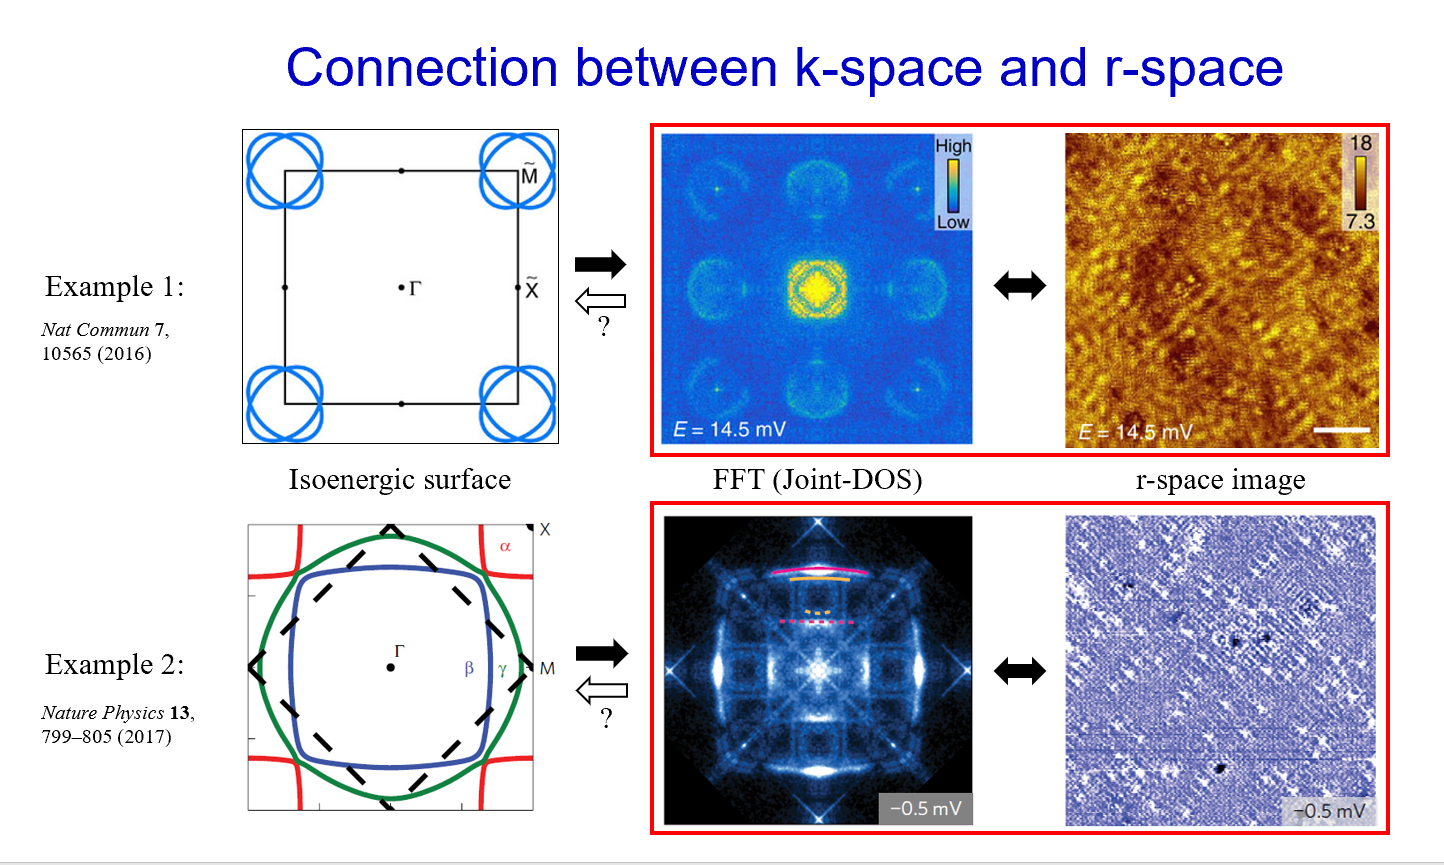 Connection between k-space and r-space
Example 1:
Nat Commun 7,
10565 (2016)
M̃
Γ
X̃
?
High
Low
E = 14.5 mV
18
7.3
E = 14.5 mV
Isoenergic surface
FFT (Joint-DOS)
r-space image
Example 2:
Nature Physics 13,
799–805 (2017)
X
α
Γ
β
γ
M
?
−0.5 mV
−0.5 mV